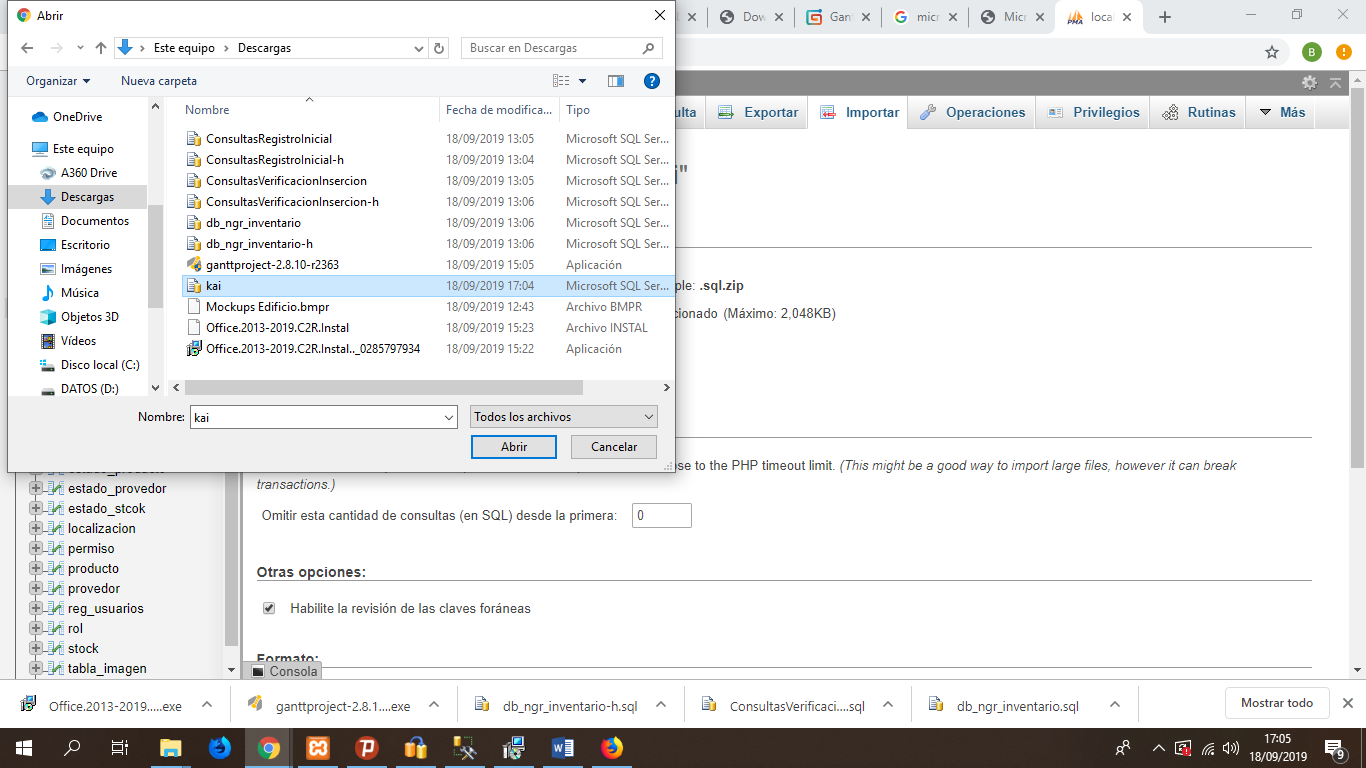 Abrir
Dow
Gan
micr
Micr
loca
PMA
Este equipo
Descargas
Buscar en Descargas
B
Organizar
Nueva carpeta
Nombre
Fecha de modifica...
Tipo
OneDrive
Este equipo
A360 Drive
Descargas
Documentos
Escritorio
Imágenes
Música
Objetos 3D
Vídeos
Disco local (C:)
DATOS (D:)
ConsultasRegistroInicial 18/09/2019 13:05 Microsoft SQL Ser...
ConsultasRegistroInicial-h 18/09/2019 13:04 Microsoft SQL Ser...
ConsultasVerificacionInsercion 18/09/2019 13:05 Microsoft SQL Ser...
ConsultasVerificacionInsercion-h 18/09/2019 13:06 Microsoft SQL Ser...
db_ngr_inventario 18/09/2019 13:06 Microsoft SQL Ser...
db_ngr_inventario-h 18/09/2019 13:06 Microsoft SQL Ser...
ganttproject-2.8.10-r2363 18/09/2019 15:05 Aplicación
kai 18/09/2019 17:04 Microsoft SQL Ser...
Mockups Edificio.bmpr 18/09/2019 12:43 Archivo BMPR
Office.2013-2019.C2R.Instal 18/09/2019 15:23 Archivo INSTAL
Office.2013-2019.C2R.Instal.._0285797934 18/09/2019 15:22 Aplicación
Nombre: kai
Todos los archivos
Abrir
Cancelar
ulta
Exportar
Importar
Operaciones
Privilegios
Rutinas
Más
ple: .sql.zip
cionado (Máximo: 2,048KB)
ose to the PHP timeout limit. (This might be a good way to import large files, however it can break
transactions.)
Omitir esta cantidad de consultas (en SQL) desde la primera: 0
Otras opciones:
Habilite la revisión de las claves foráneas
Formato:
Consola
estado_producto
estado_provedor
estado_stcok
localizacion
permiso
producto
provedor
reg_usuarios
rol
stock
tabla_imagen
Office.2013-2019.....exe
ganttproject-2.8.1....exe
db_ngr_inventario-h.sql
ConsultasVerificaci....sql
db_ngr_inventario.sql
Mostrar todo
17:05
18/09/2019
9